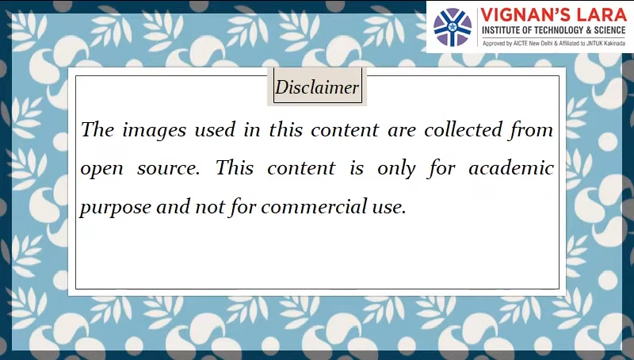 VIGNAN'S LARA
INSTITUTE OF TECHNOLOGY & SCIENCE
Approved by AICTE New Delhi & Affiliated to JNTUK Kakinada
Disclaimer
The images used in this content are collected from
open source. This content is only for academic
purpose and not for commercial use.